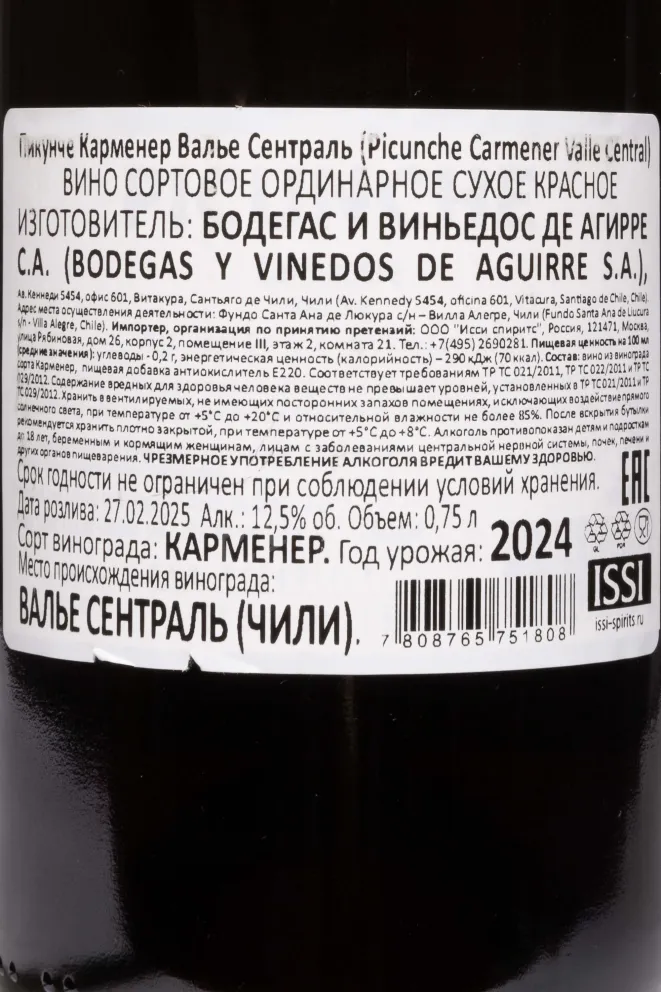 Пикунче Карменер Валье Сентраль (Picunche Carmener Valle Central)
ВИНО СОРТОВОЕ ОРДИНАРНОЕ СУХОЕ КРАСНОЕ
ИЗГОТОВИТЕЛЬ: БОДЕГАС И ВИНЬЕДОС ДЕ АГИРРЕ
С.А. (BODEGAS Y VINEDOS DE AGUIRRE S.A.),
Ав. Кеннеди 5454, офис 601, Витакура, Сантьяго де Чили, Чили (Av. Kennedy 5454, oficina 601, Vitacura, Santiago de Chile, Chile).
Адрес места осуществления деятельности: Фундо Санта Ана де Люкура с/н – Вилла Алегре, Чили (Fundo Santa Ana de Lucura
s/n - Villa Alegre, Chile). Импортер, организация по принятию претензий: ООО "Исси спиритс", Россия, 121471, Москва,
улица Рябиновая, дом 26, корпус 2, помещение III, этаж 2, комната 21. Тел.: +7(495) 2690281. Пищевая ценность на 100 мл
(средние значения): углеводы - 0,2 г, энергетическая ценность (калорийность) – 290 кДж (70 ккал). Состав: вино из винограда
сорта Карменер, пищевая добавка антиокислитель Е220. Соответствует требованиям ТР ТС 021/2011, ТР ТС 022/2011 и ТР ТС
029/2012. Содержание вредных для здоровья человека веществ не превышает уровней, установленных в ТР ТС 021/2011 и ТР
ТС 029/2012. Хранить в вентилируемых, не имеющих посторонних запахов помещениях, исключающих воздействие прямого
солнечного света, при температуре от +5°С до +20°С и относительной влажности не более 85%. После вскрытия бутылки
рекомендуется хранить плотно закрытой, при температуре от +5°С до +8°С. Алкоголь противопоказан детям и подросткам
до 18 лет, беременным и кормящим женщинам, лицам с заболеваниями центральной нервной системы, почек, печени и
других органов пищеварения. ЧРЕЗМЕРНОЕ УПОТРЕБЛЕНИЕ АЛКОГОЛЯ ВРЕДИТ ВАШЕМУ ЗДОРОВЬЮ.
Срок годности не ограничен при соблюдении условий хранения. ЕАС
Дата розлива: 27.02.2025 Алк.: 12,5% об. Объем: 0,75 л
Сорт винограда: КАРМЕНЕР. Год урожая: 2024
Место происхождения винограда:
ВАЛЬЕ СЕНТРАЛЬ (ЧИЛИ).
7 808765 751808
GL
FOR
ISSI
issi-spirits.ru